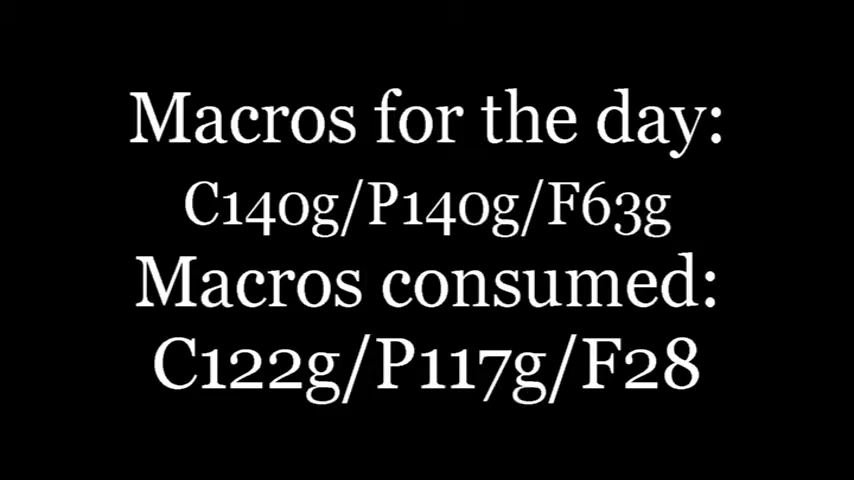 Macros for the day:
C140g/P140g/F63g
Macros consumed:
C122g/P117g/F28